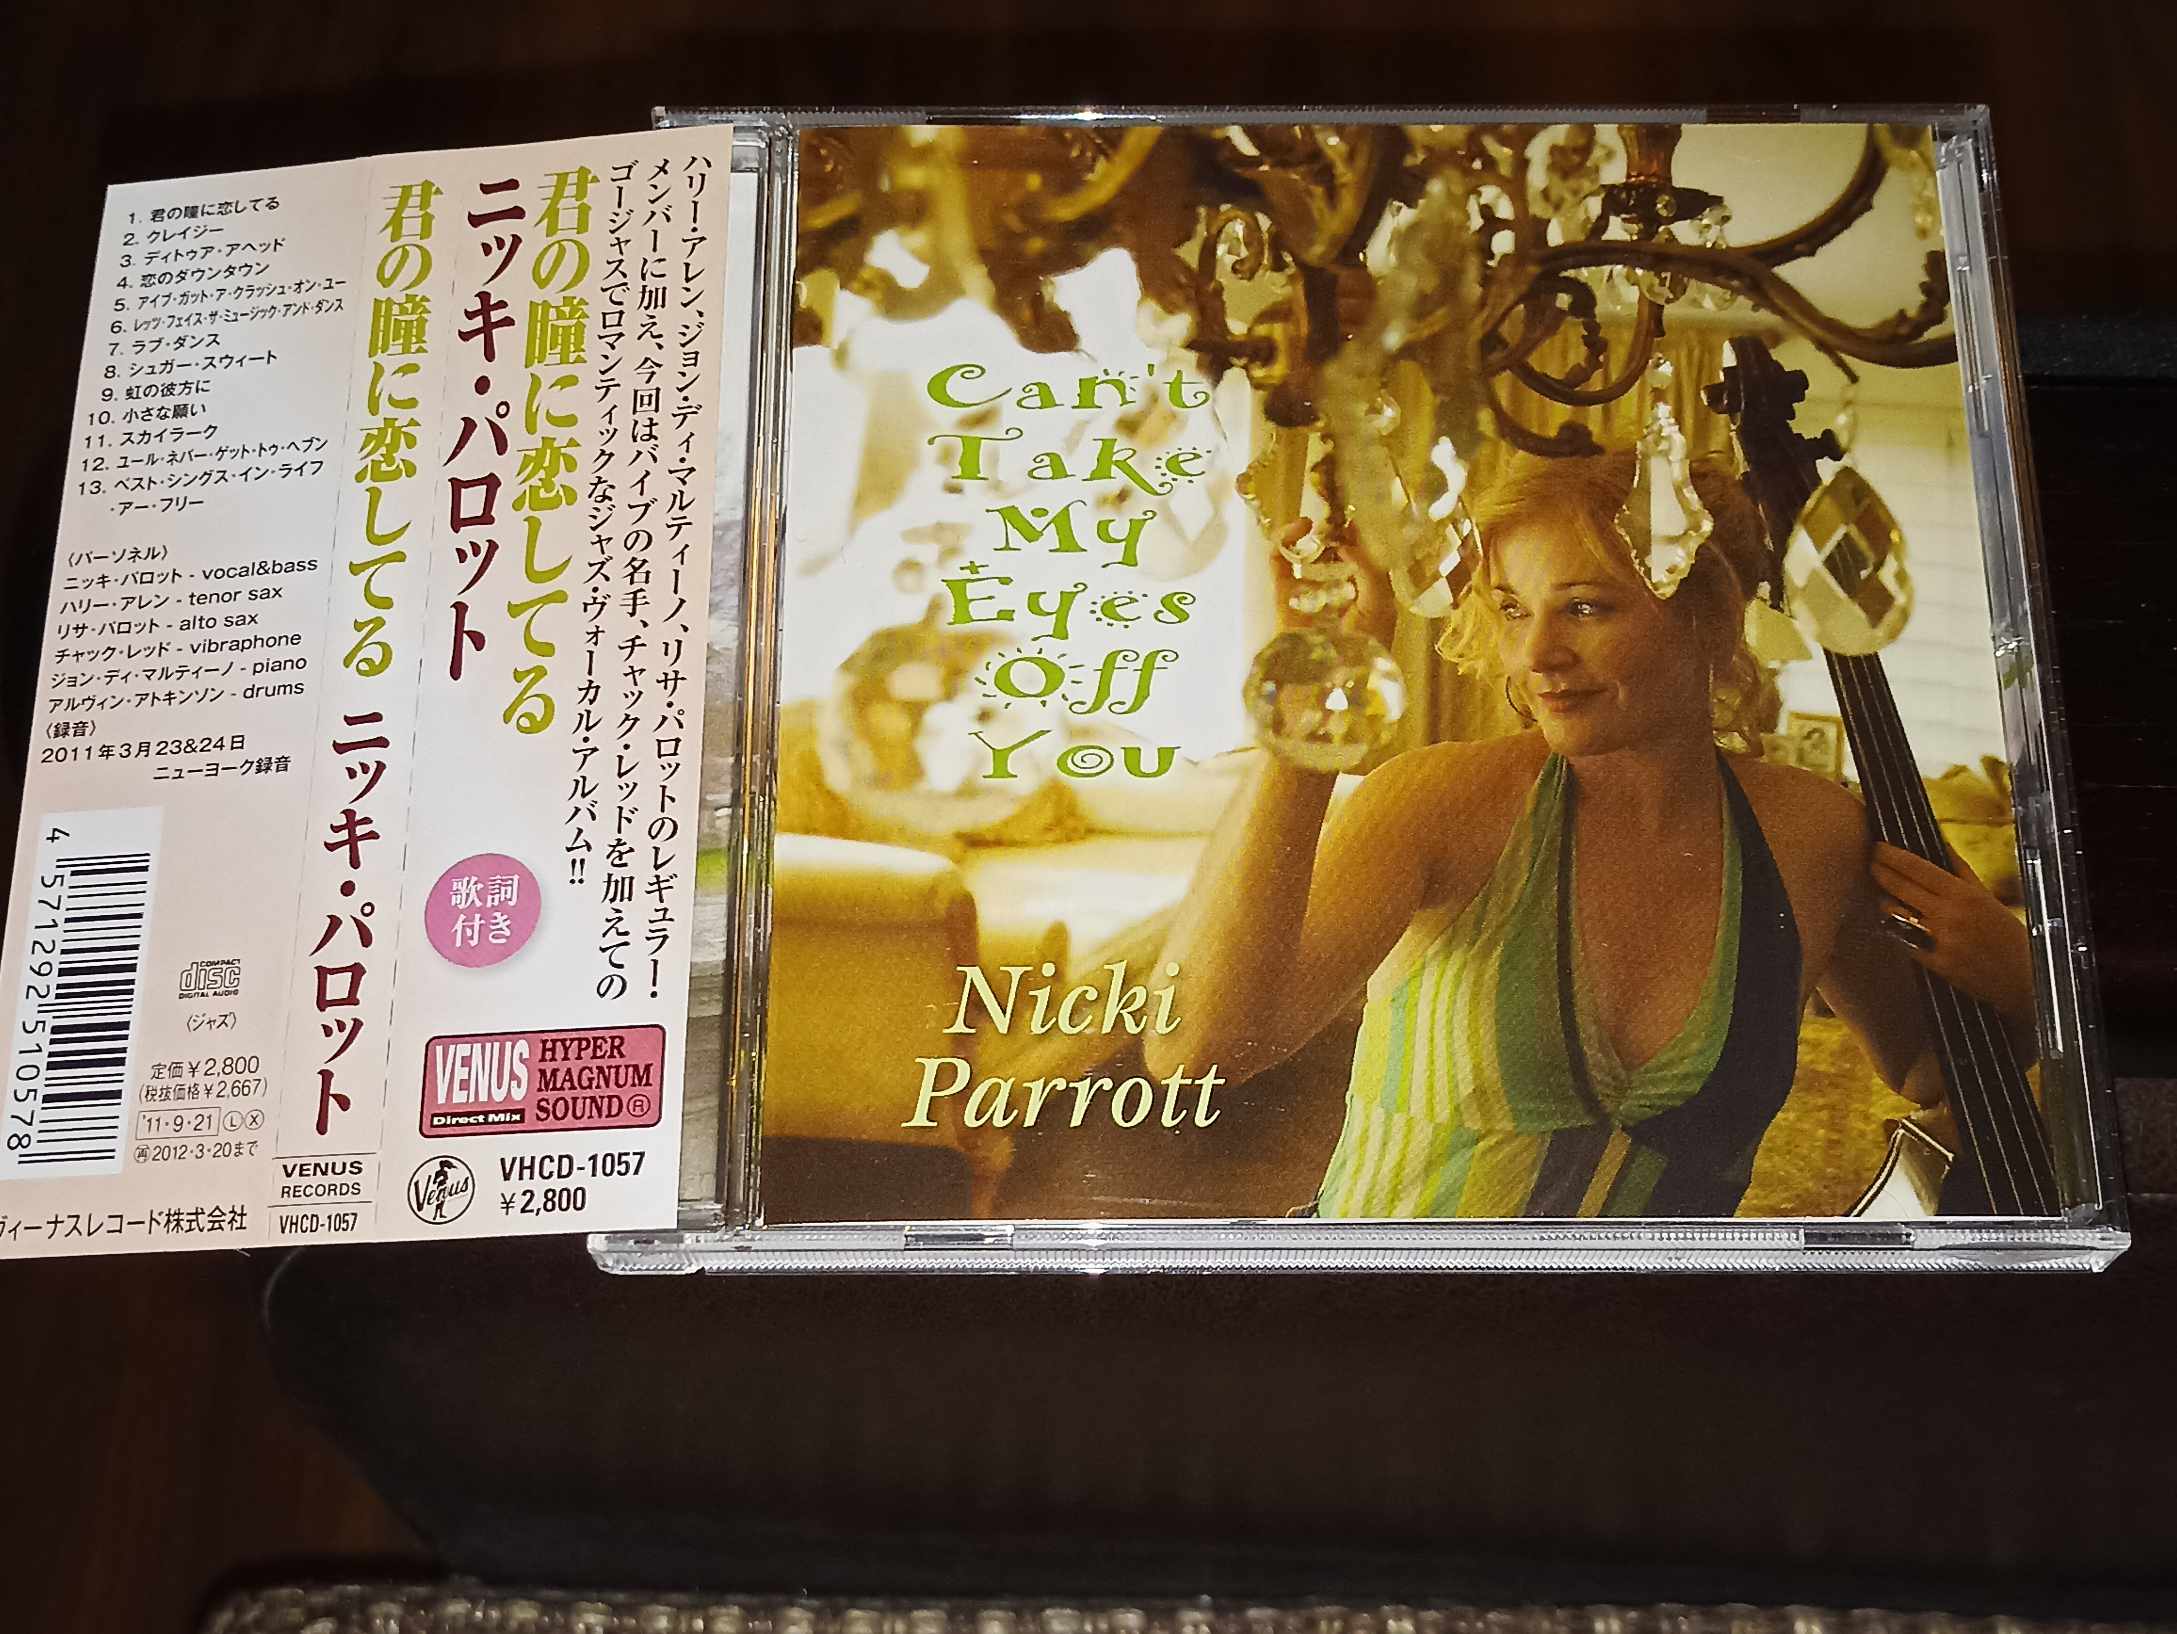 1. 君の瞳に恋してる
2. クレイジー
3. ディトゥア・アヘッド
4. 恋のダウンタウン
5. アイブ・ガット・ア・クラッシュ・オン・ユー
6. レッツ・フェイス・ザ・ミュージック・アンド・ダンス
7. ラブ・ダンス
8. シュガー・スウィート
9. 虹の彼方に
10. 小さな願い
11. スカイラーク
12. ユール・ネバー・ゲット・トゥ・ヘブン
13. ベスト・シングス・イン・ライフ
・アー・フリー
〈パーソネル〉
ニッキ・パロット - vocal&bass
ハリー・アレン - tenor sax
リサ・パロット - alto sax
チャック・レッド - vibraphone
ジョン・ディ・マルティーノ - piano
アルヴィン・アトキンソン - drums
〈録音〉
2011年3月23&24日
ニューヨーク録音
4 571292 510578
COMPACT
disc
DIGITAL AUDIO
〈ジャズ〉
定価￥2,800
(税抜価格￥2,667)
'11・9・21 Ⓛ Ⓧ
㊢2012・3・20まで
ヴィーナスレコード株式会社
君の瞳に恋してる ニッキ・パロット
VENUS
RECORDS
VHCD-1057
ハリー・アレン、ジョン・ディ・マルティーノ、リサ・パロットのレギュラー・
メンバーに加え、今回はバイブの名手、チャック・レッドを加えての
ゴージャスでロマンティックなジャズ・ヴォーカル・アルバム!!
君の瞳に恋してる
ニッキ・パロット
歌詞
付き
VENUS HYPER
MAGNUM
Direct Mix SOUND®
Venus
VHCD-1057
￥2,800
Can't
Take
My
Eyes
Off
You
Nicki
Parrott